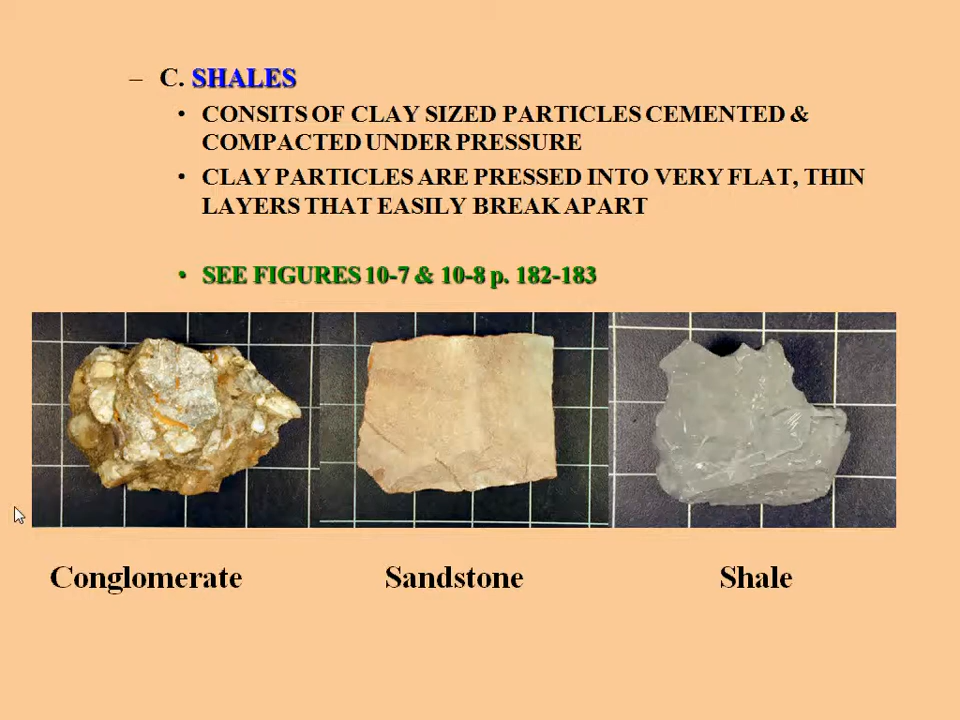 – C. SHALES
• CONSITS OF CLAY SIZED PARTICLES CEMENTED &
COMPACTED UNDER PRESSURE
• CLAY PARTICLES ARE PRESSED INTO VERY FLAT, THIN
LAYERS THAT EASILY BREAK APART
• SEE FIGURES 10-7 & 10-8 p. 182-183
Conglomerate Sandstone Shale